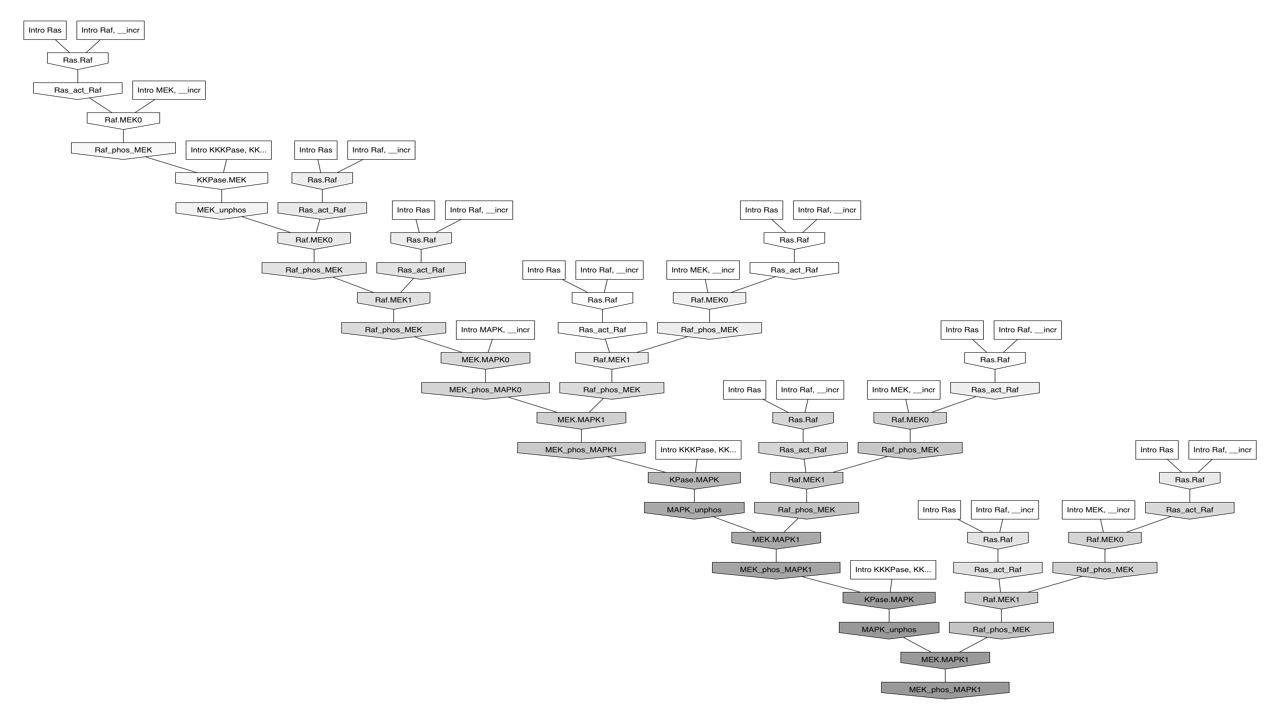 Intro Ras
Intro Raf, __incr
Ras.Raf
Ras_act_Raf
Intro MEK, __incr
Raf.MEK0
Raf_phos_MEK
Intro KKKPase, KK...
Intro Ras
Intro Raf, __incr
KKPase.MEK
Ras.Raf
MEK_unphos
Ras_act_Raf
Intro Ras
Intro Raf, __incr
Intro Ras
Intro Raf, __incr
Raf.MEK0
Ras.Raf
Ras.Raf
Raf_phos_MEK
Ras_act_Raf
Intro Ras
Intro Raf, __incr
Intro MEK, __incr
Ras_act_Raf
Raf.MEK1
Ras.Raf
Raf.MEK0
Raf_phos_MEK
Intro MAPK, __incr
Ras_act_Raf
Raf_phos_MEK
Intro Ras
Intro Raf, __incr
MEK.MAPK0
Raf.MEK1
Ras.Raf
MEK_phos_MAPK0
Raf_phos_MEK
Intro Ras
Intro Raf, __incr
Intro MEK, __incr
Ras_act_Raf
MEK.MAPK1
Ras.Raf
Raf.MEK0
MEK_phos_MAPK1
Intro KKKPase, KK...
Ras_act_Raf
Raf_phos_MEK
Intro Ras
Intro Raf, __incr
KPase.MAPK
Raf.MEK1
Ras.Raf
MAPK_unphos
Raf_phos_MEK
Intro Ras
Intro Raf, __incr
Intro MEK, __incr
Ras_act_Raf
MEK.MAPK1
Ras.Raf
Raf.MEK0
MEK_phos_MAPK1
Intro KKKPase, KK...
Ras_act_Raf
Raf_phos_MEK
KPase.MAPK
Raf.MEK1
MAPK_unphos
Raf_phos_MEK
MEK.MAPK1
MEK_phos_MAPK1